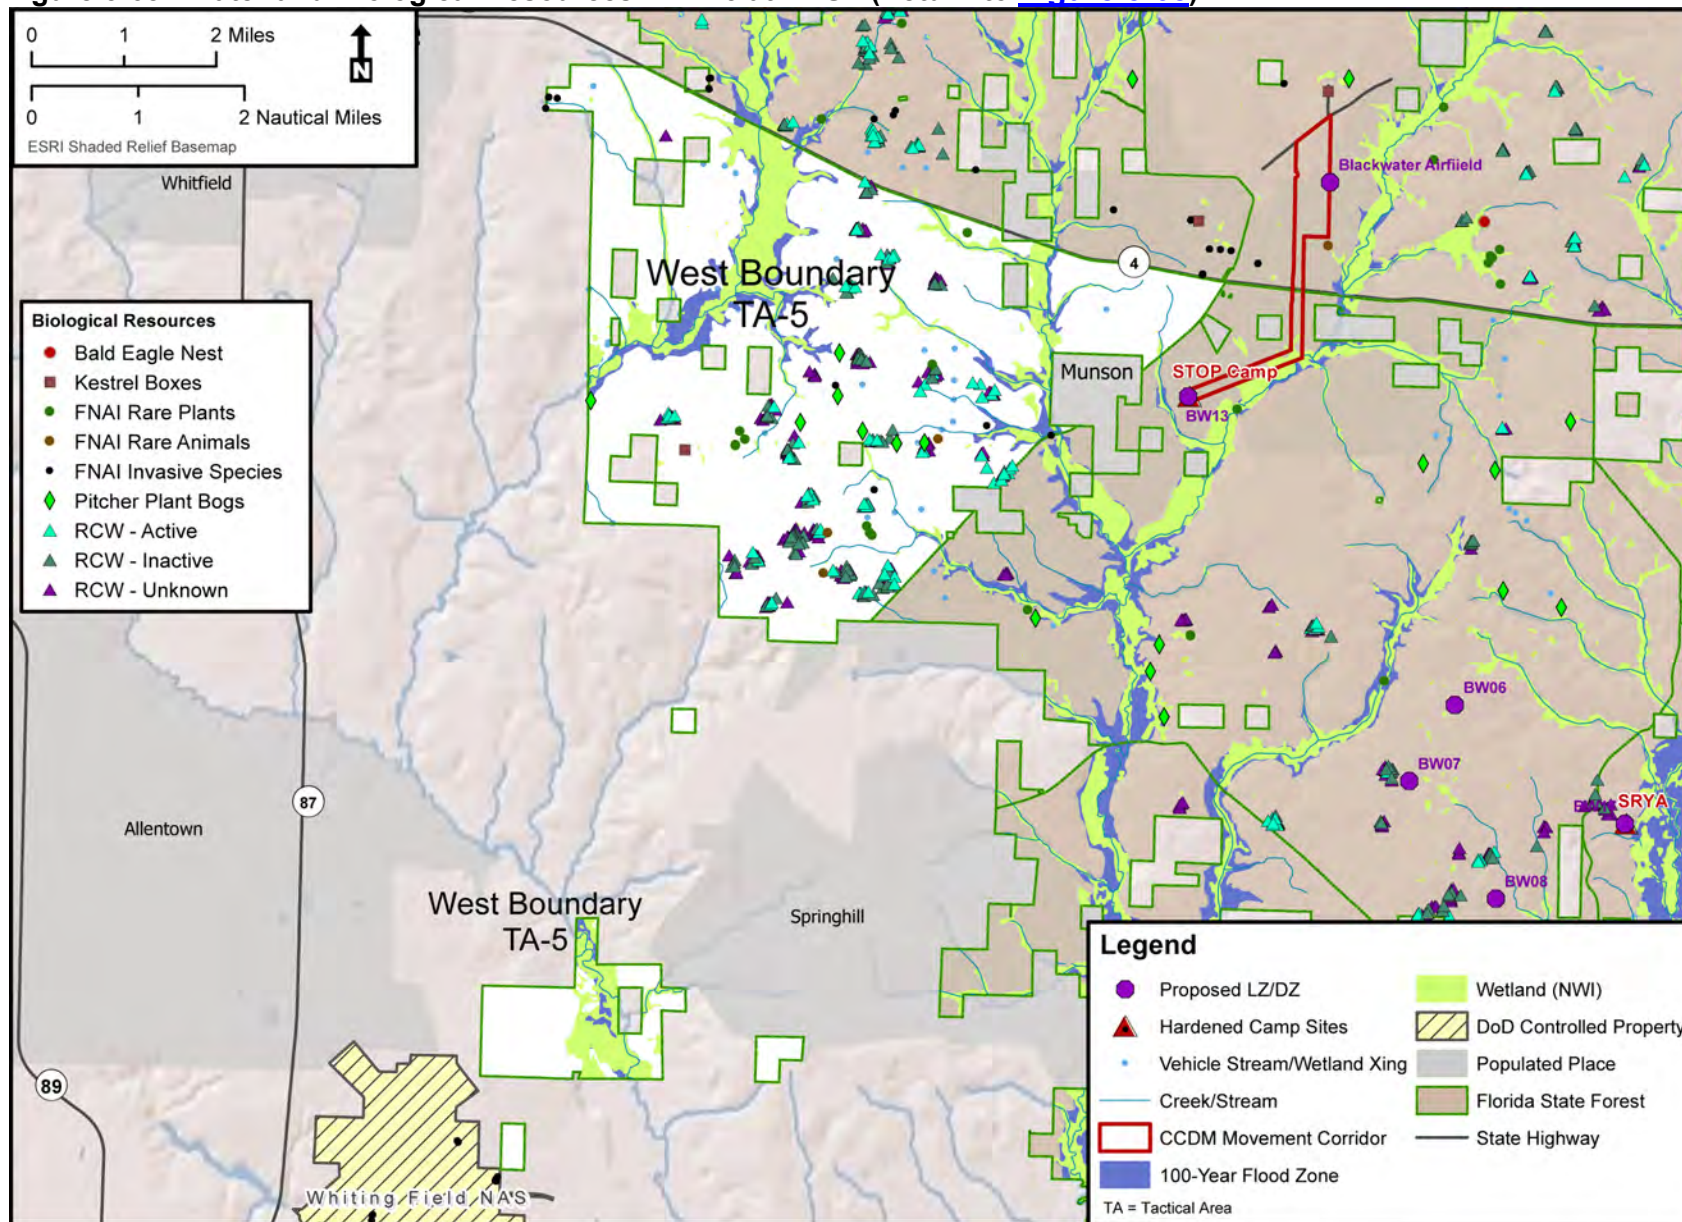 0 1 2 Miles
N
0 1 2 Nautical Miles
ESRI Shaded Relief Basemap
Whitfield
Blackwater Airfiield
West Boundary
TA-5
4
Biological Resources
Bald Eagle Nest
Kestrel Boxes
FNAI Rare Plants
FNAI Rare Animals
FNAI Invasive Species
Pitcher Plant Bogs
RCW - Active
RCW - Inactive
RCW - Unknown
Munson
STOP Camp
BW13
BW06
BW07
SRYA
BW08
87
Allentown
West Boundary
TA-5
Springhill
89
Whiting Field NAS
Legend
Proposed LZ/DZ
Hardened Camp Sites
Vehicle Stream/Wetland Xing
Creek/Stream
CCDM Movement Corridor
100-Year Flood Zone
Wetland (NWI)
DoD Controlled Property
Populated Place
Florida State Forest
State Highway
TA = Tactical Area